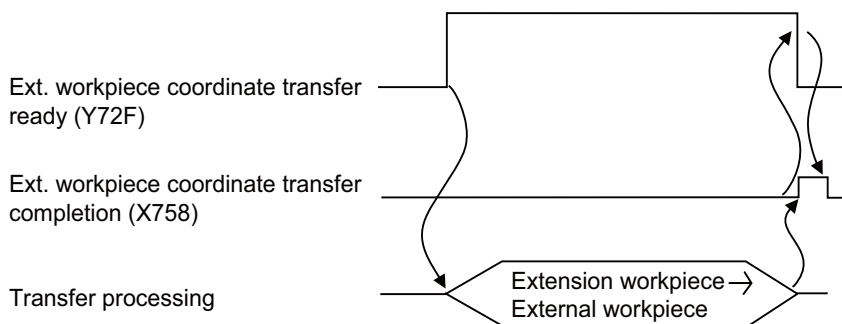 Ext. workpiece coordinate transfer
ready (Y72F)
Ext. workpiece coordinate transfer
completion (X758)
Transfer processing
Extension workpiece →
External workpiece